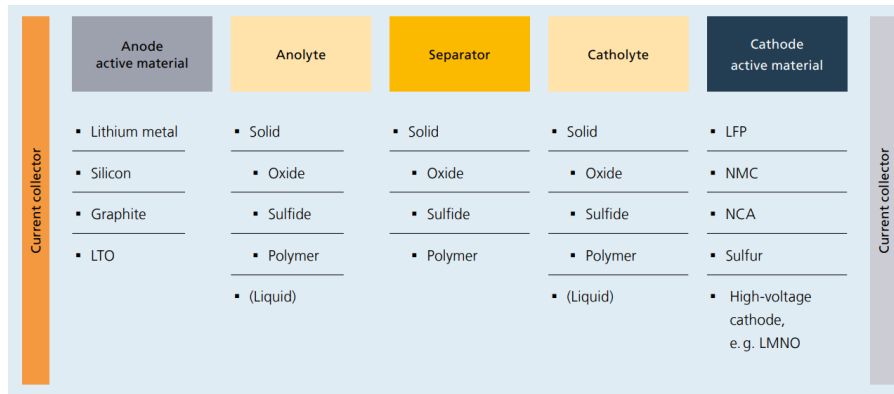 Current collector
Anode
active material
▪ Lithium metal
▪ Silicon
▪ Graphite
▪ LTO
Anolyte
▪ Solid
▪ Oxide
▪ Sulfide
▪ Polymer
▪ (Liquid)
Separator
▪ Solid
▪ Oxide
▪ Sulfide
▪ Polymer
Catholyte
▪ Solid
▪ Oxide
▪ Sulfide
▪ Polymer
▪ (Liquid)
Cathode
active material
▪ LFP
▪ NMC
▪ NCA
▪ Sulfur
▪ High-voltage
cathode,
e. g. LMNO
Current collector